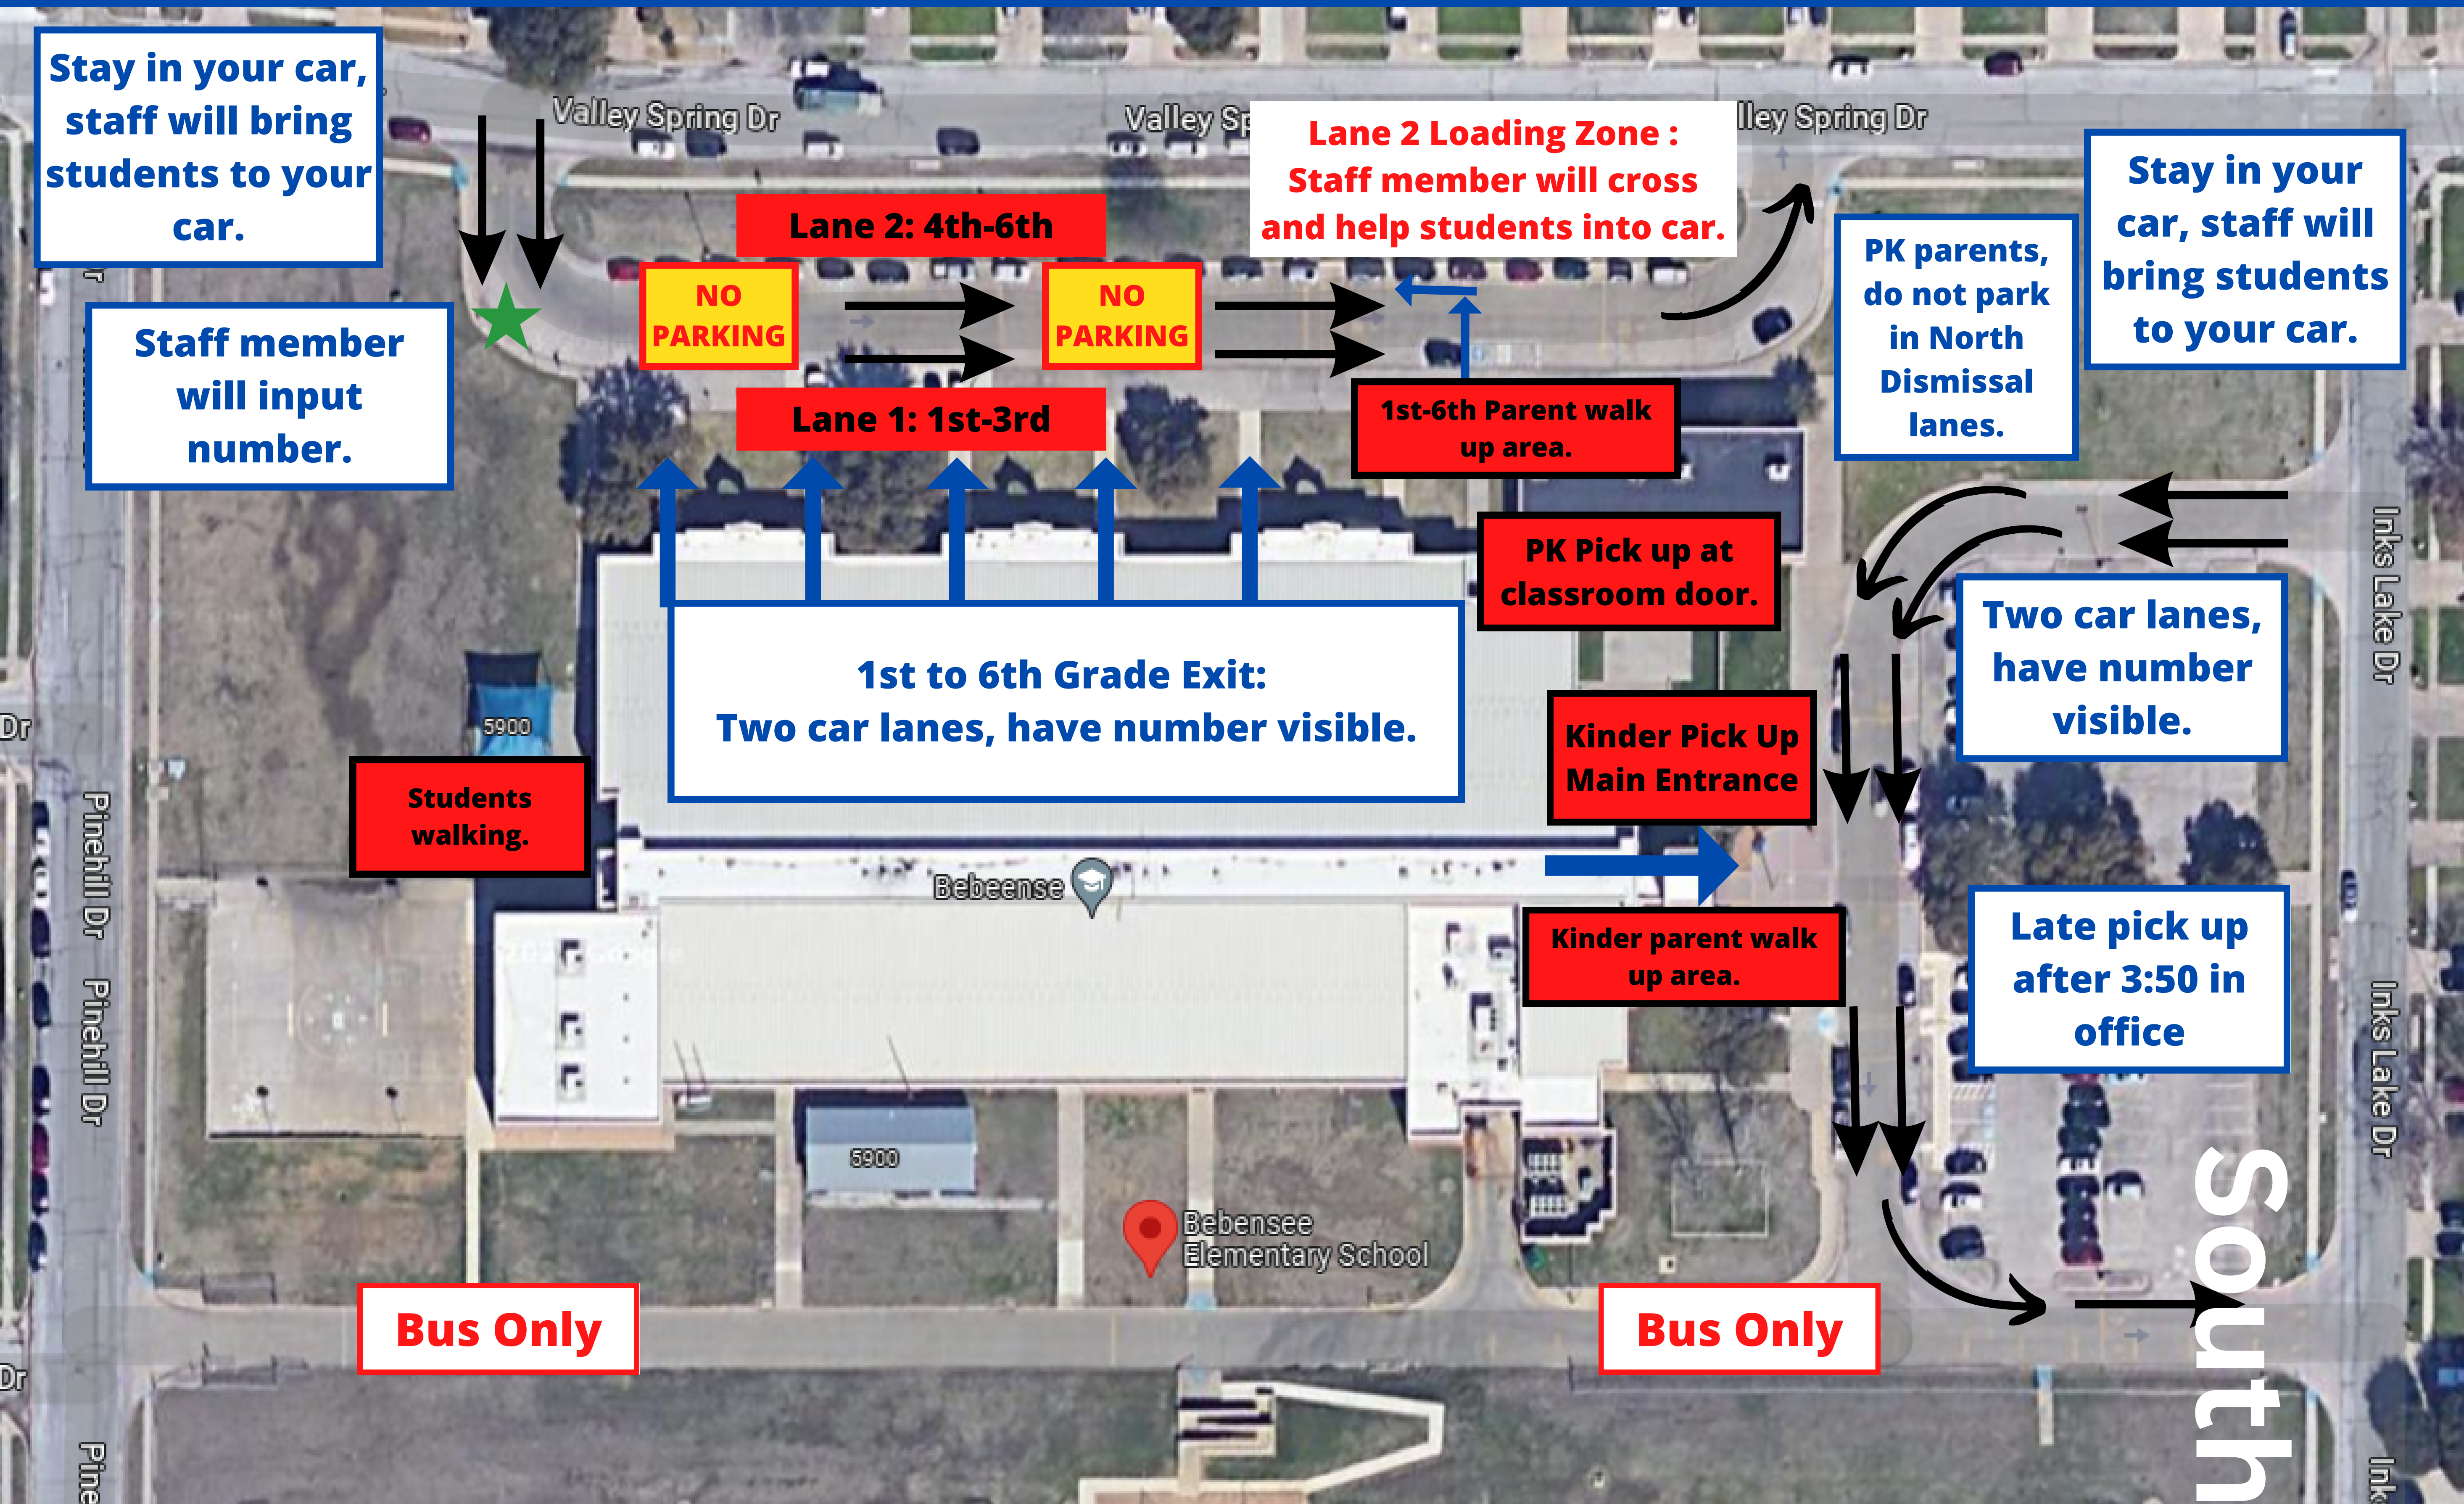 Stay in your car,
staff will bring
students to your
car.
Valley Spring Dr
Valley Sp
lley Spring Dr
Lane 2 Loading Zone :
Staff member will cross
and help students into car.
Stay in your
car, staff will
bring students
to your car.
PK parents,
do not park
in North
Dismissal
lanes.
Lane 2: 4th-6th
NO
PARKING
NO
PARKING
Staff member
will input
number.
Lane 1: 1st-3rd
1st-6th Parent walk
up area.
PK Pick up at
classroom door.
Inks Lake Dr
Two car lanes,
have number
visible.
1st to 6th Grade Exit:
Two car lanes, have number visible.
Kinder Pick Up
Main Entrance
5900
Dr
Students
walking.
Pinehill Dr
Bebeense
Kinder parent walk
up area.
Late pick up
after 3:50 in
office
Pinehill Dr
Inks Lake Dr
5900
Bebensee
Elementary School
South
Bus Only
Bus Only
Dr
Pine
Ink